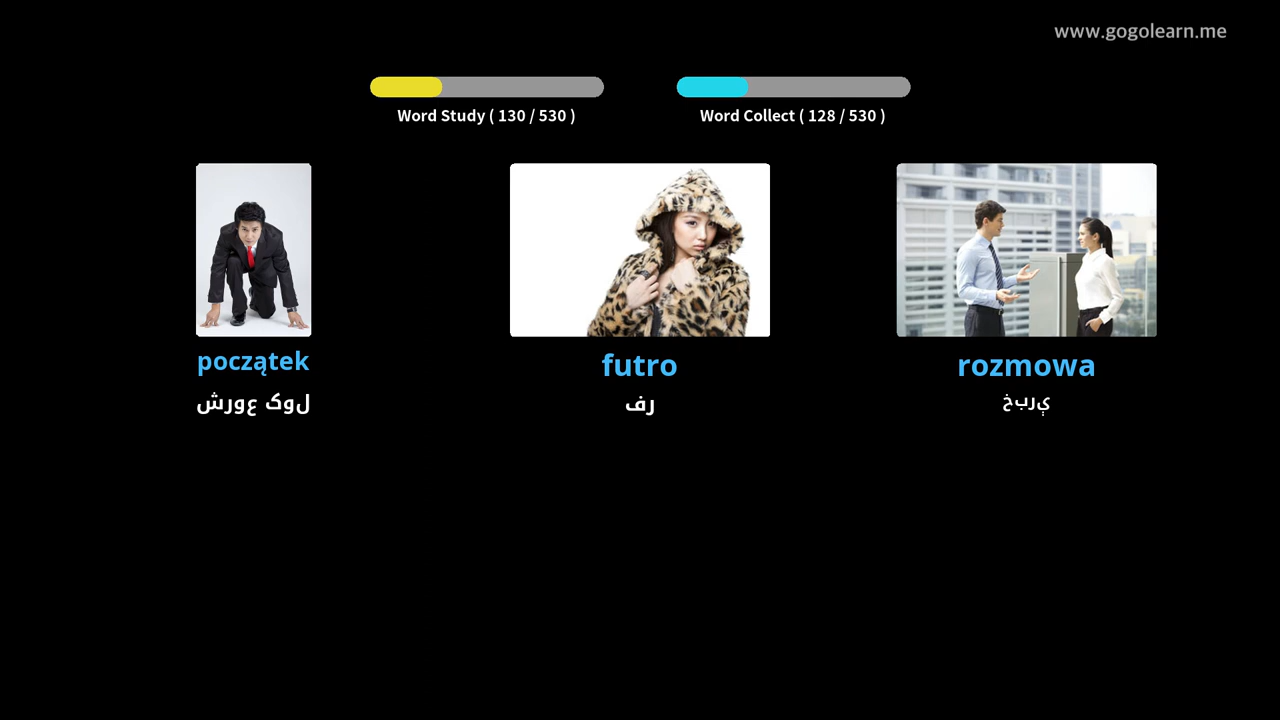 www.gogolearn.me
Word Study ( 130 / 530 )
Word Collect ( 128 / 530 )
początek
شروع کول
futro
فر
rozmowa
خبرې